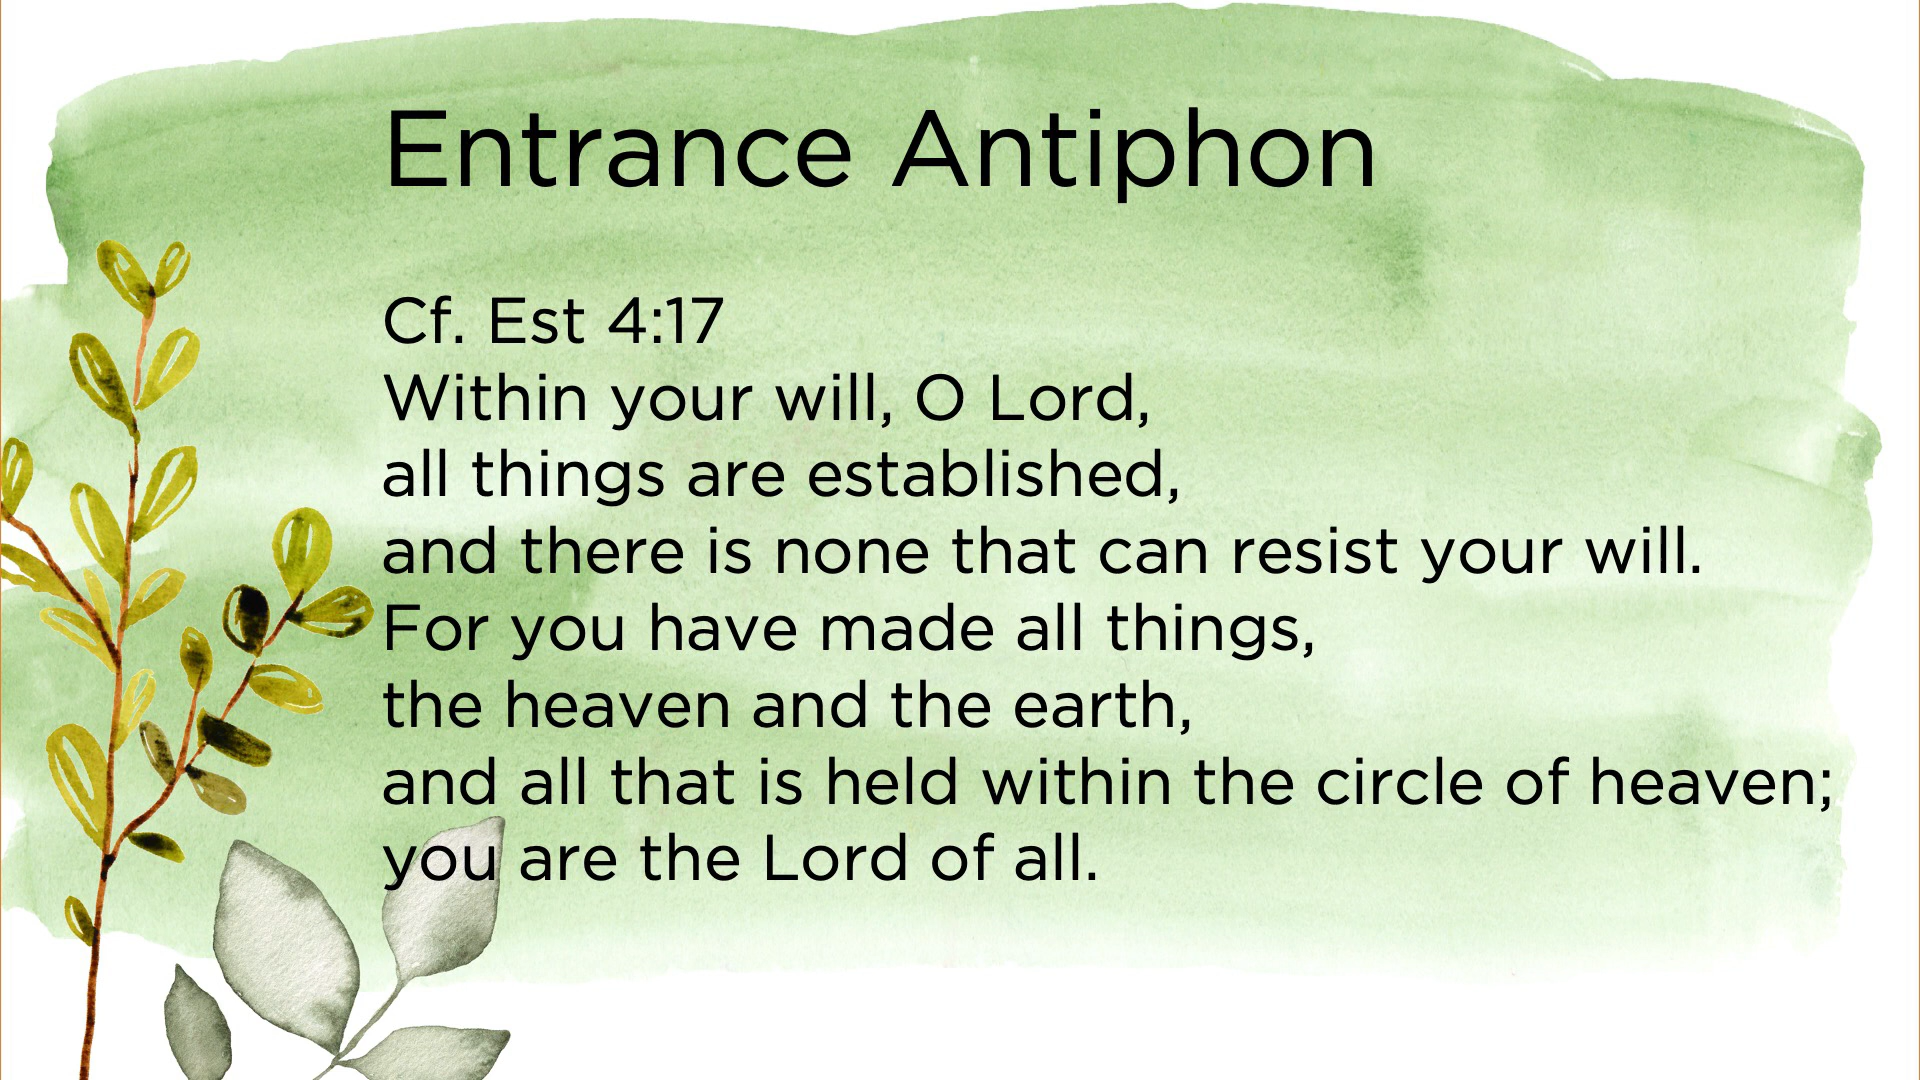 Entrance Antiphon
Cf. Est 4:17
Within your will, O Lord,
all things are established,
and there is none that can resist your will.
For you have made all things,
the heaven and the earth,
and all that is held within the circle of heaven;
you are the Lord of all.